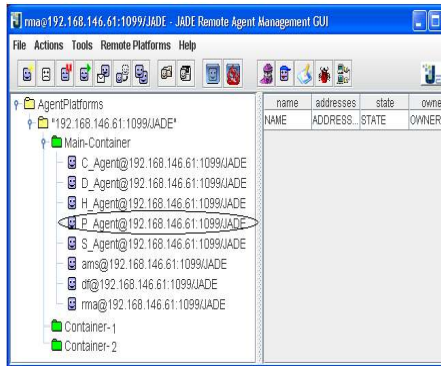 rma@192.168.146.61:1099/JADE - JADE Remote Agent Management GUI
File Actions Tools Remote Platforms Help
AgentPlatforms
"192.168.146.61:1099/JADE"
Main-Container
C_Agent@192.168.146.61:1099/JADE
D_Agent@192.168.146.61:1099/JADE
H_Agent@192.168.146.61:1099/JADE
P_Agent@192.168.146.61:1099/JADE
S_Agent@192.168.146.61:1099/JADE
ams@192.168.146.61:1099/JADE
df@192.168.146.61:1099/JADE
rma@192.168.146.61:1099/JADE
Container-1
Container-2
name addresses state owne
NAME ADDRESS... STATE OWNER